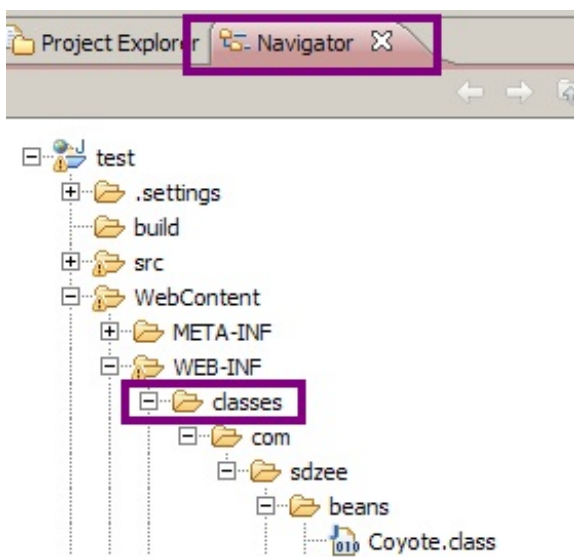 Project Explorer Navigator
test
.settings
build
src
WebContent
META-INF
WEB-INF
classes
com
sdzee
beans
Coyote.class